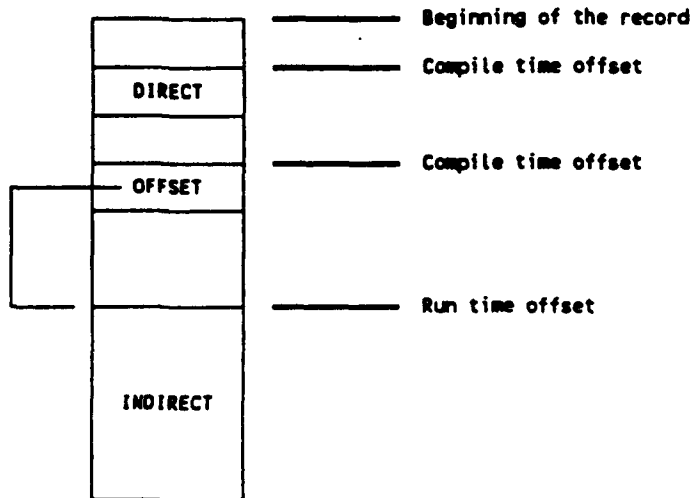 Beginning of the record
Compile time offset
DIRECT
Compile time offset
OFFSET
Run time offset
INDIRECT